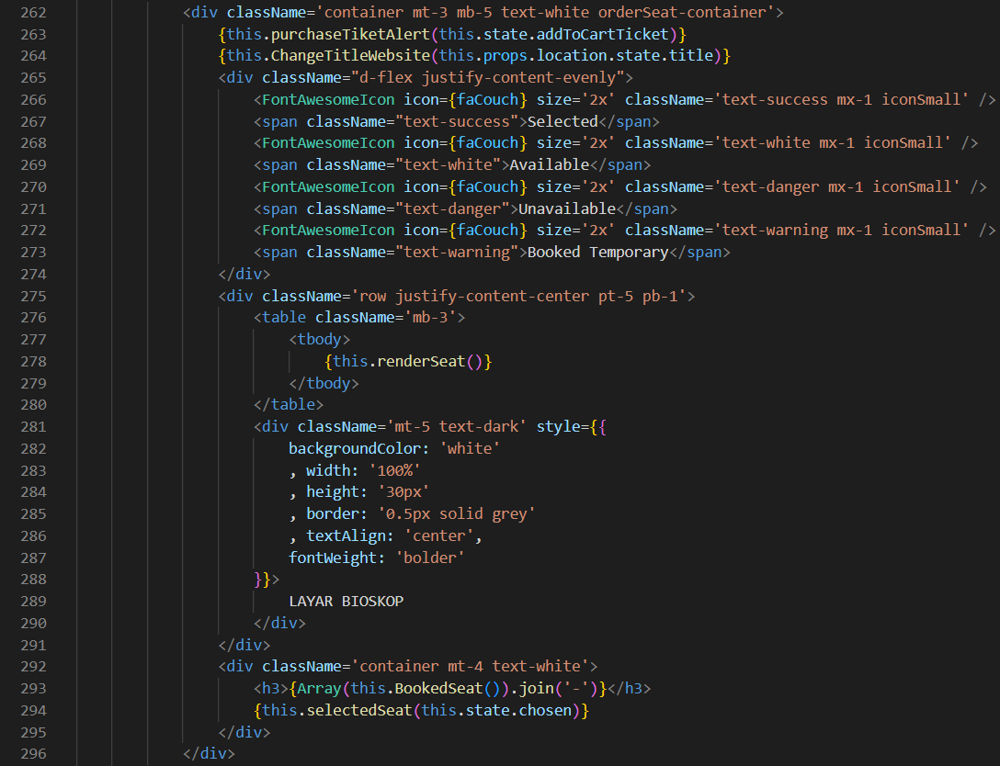 262 <div className='container mt-3 mb-5 text-white orderSeat-container'>
263 {this.purchaseTiketAlert(this.state.addToCartTicket)}
264 {this.ChangeTitleWebsite(this.props.location.state.title)}
265 <div className="d-flex justify-content-evenly">
266 <FontAwesomeIcon icon={faCouch} size='2x' className='text-success mx-1 iconSmall' />
267 <span className="text-success">Selected</span>
268 <FontAwesomeIcon icon={faCouch} size='2x' className='text-white mx-1 iconSmall' />
269 <span className="text-white">Available</span>
270 <FontAwesomeIcon icon={faCouch} size='2x' className='text-danger mx-1 iconSmall' />
271 <span className="text-danger">Unavailable</span>
272 <FontAwesomeIcon icon={faCouch} size='2x' className='text-warning mx-1 iconSmall' />
273 <span className="text-warning">Booked Temporary</span>
274 </div>
275 <div className='row justify-content-center pt-5 pb-1'>
276 <table className='mb-3'>
277 <tbody>
278 {this.renderSeat()}
279 </tbody>
280 </table>
281 <div className='mt-5 text-dark' style={{
282 backgroundColor: 'white'
283 , width: '100%'
284 , height: '30px'
285 , border: '0.5px solid grey'
286 , textAlign: 'center',
287 fontWeight: 'bolder'
288 }}>
289 LAYAR BIOSKOP
290 </div>
291 </div>
292 <div className='container mt-4 text-white'>
293 <h3>{Array(this.BookedSeat()).join('-')}</h3>
294 {this.selectedSeat(this.state.chosen)}
295 </div>
296 </div>